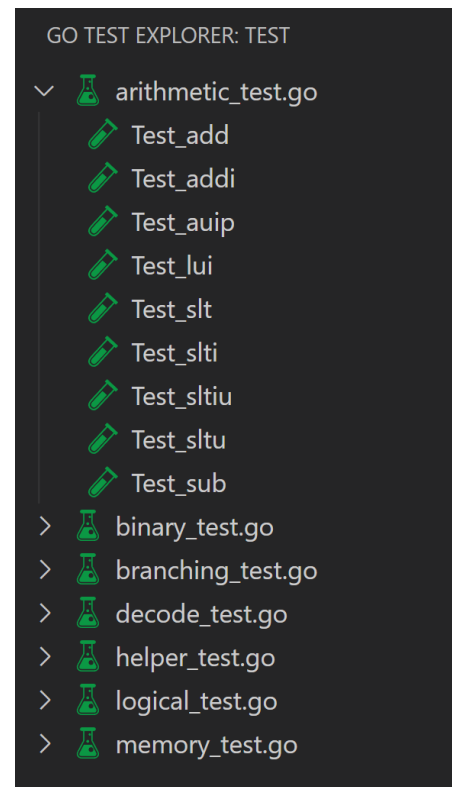 GO TEST EXPLORER: TEST
arithmetic_test.go
Test_add
Test_addi
Test_auip
Test_lui
Test_slt
Test_slti
Test_sltiu
Test_sltu
Test_sub
binary_test.go
branching_test.go
decode_test.go
helper_test.go
logical_test.go
memory_test.go